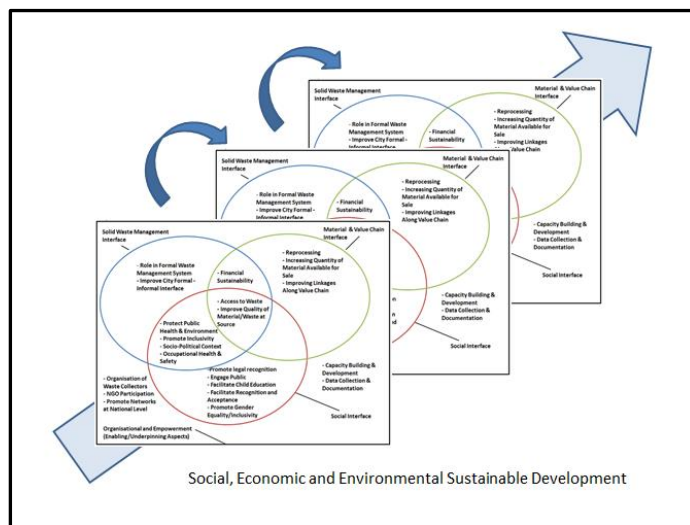 Solid Waste Management
Interface
Material & Value Chain
Interface
- Role in Formal Waste
Management System
- Improve City Formal -
Informal Interface
- Financial
Sustainability
- Reprocessing
- Increasing Quantity of
Material Available for
Sale
- Improving Linkages
Along Value Chain
- Capacity Building &
Development
- Data Collection &
Documentation
Social Interface
Solid Waste Management
Interface
Material & Value Chain
Interface
- Role in Formal Waste
Management System
- Improve City Formal -
Informal Interface
- Financial
Sustainability
- Reprocessing
- Increasing Quantity of
Material Available for
Sale
- Improving Linkages
Along Value Chain
- Capacity Building &
Development
- Data Collection &
Documentation
Social Interface
Solid Waste Management
Interface
Material & Value Chain
Interface
- Role in Formal Waste
Management System
- Improve City Formal -
Informal Interface
- Financial
Sustainability
- Reprocessing
- Increasing Quantity of
Material Available for
Sale
- Improving Linkages
Along Value Chain
- Access to Waste
- Improve Quality of
Material/Waste at
Source
- Protect Public
Health & Environment
- Promote Inclusivity
- Socio-Political Context
- Occupational Health &
Safety
- Organisation of
Waste Collectors
- NGO Participation
- Promote Networks
at National Level
-Promote legal recognition
- Engage Public
- Facilitate Child Education
- Facilitate Recognition and
Acceptance
- Promote Gender
Equality/Inclusivity
- Capacity Building &
Development
- Data Collection &
Documentation
Social Interface
Organisational and Empowerment
(Enabling/Underpinning Aspects)
Social, Economic and Environmental Sustainable Development